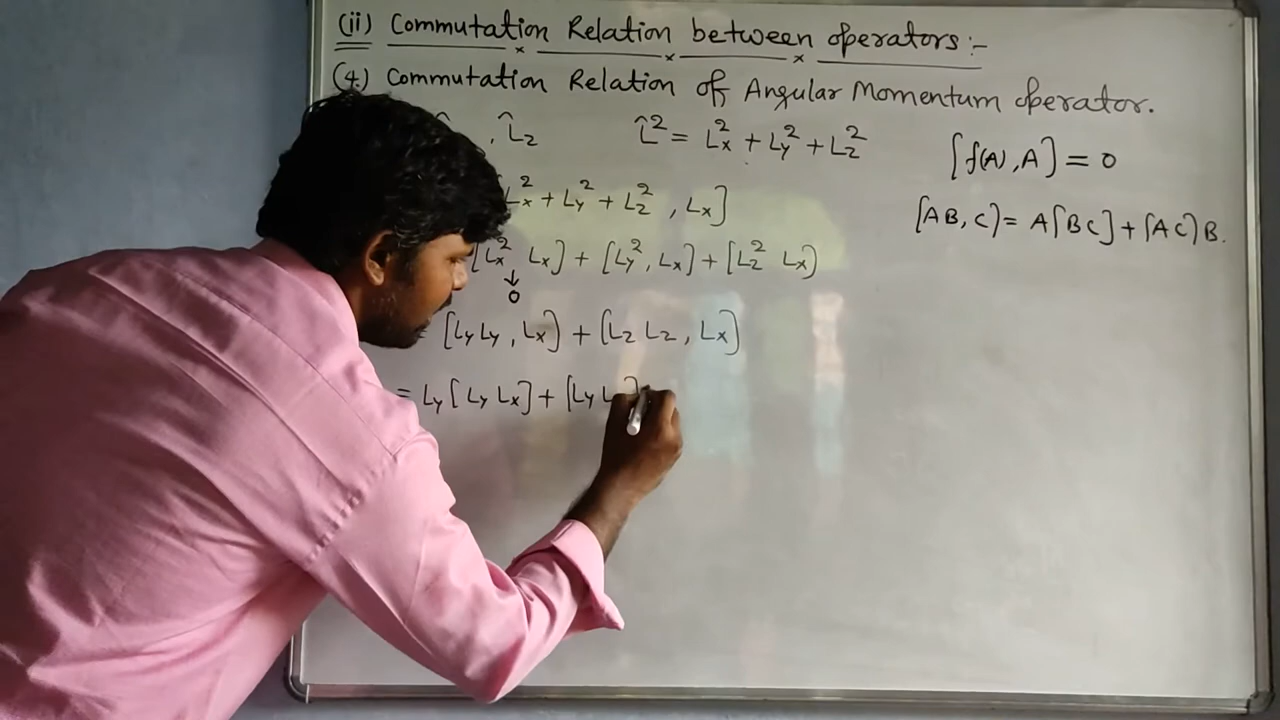 (ii) Commutation Relation between operators :-
(4.) Commutation Relation of Angular Momentum operator.
, L̂z L̂² = Lx² + Ly² + Lz² [f(A), A] = 0
Lx² + Ly² + Lz² , Lx]
[AB, C] = A[BC] + [AC]B.
[Lx² Lx] + [Ly², Lx] + [Lz² Lx]
↓
0
[LyLy, Lx] + [Lz Lz, Lx]
= Ly[Ly Lx] + [Ly L